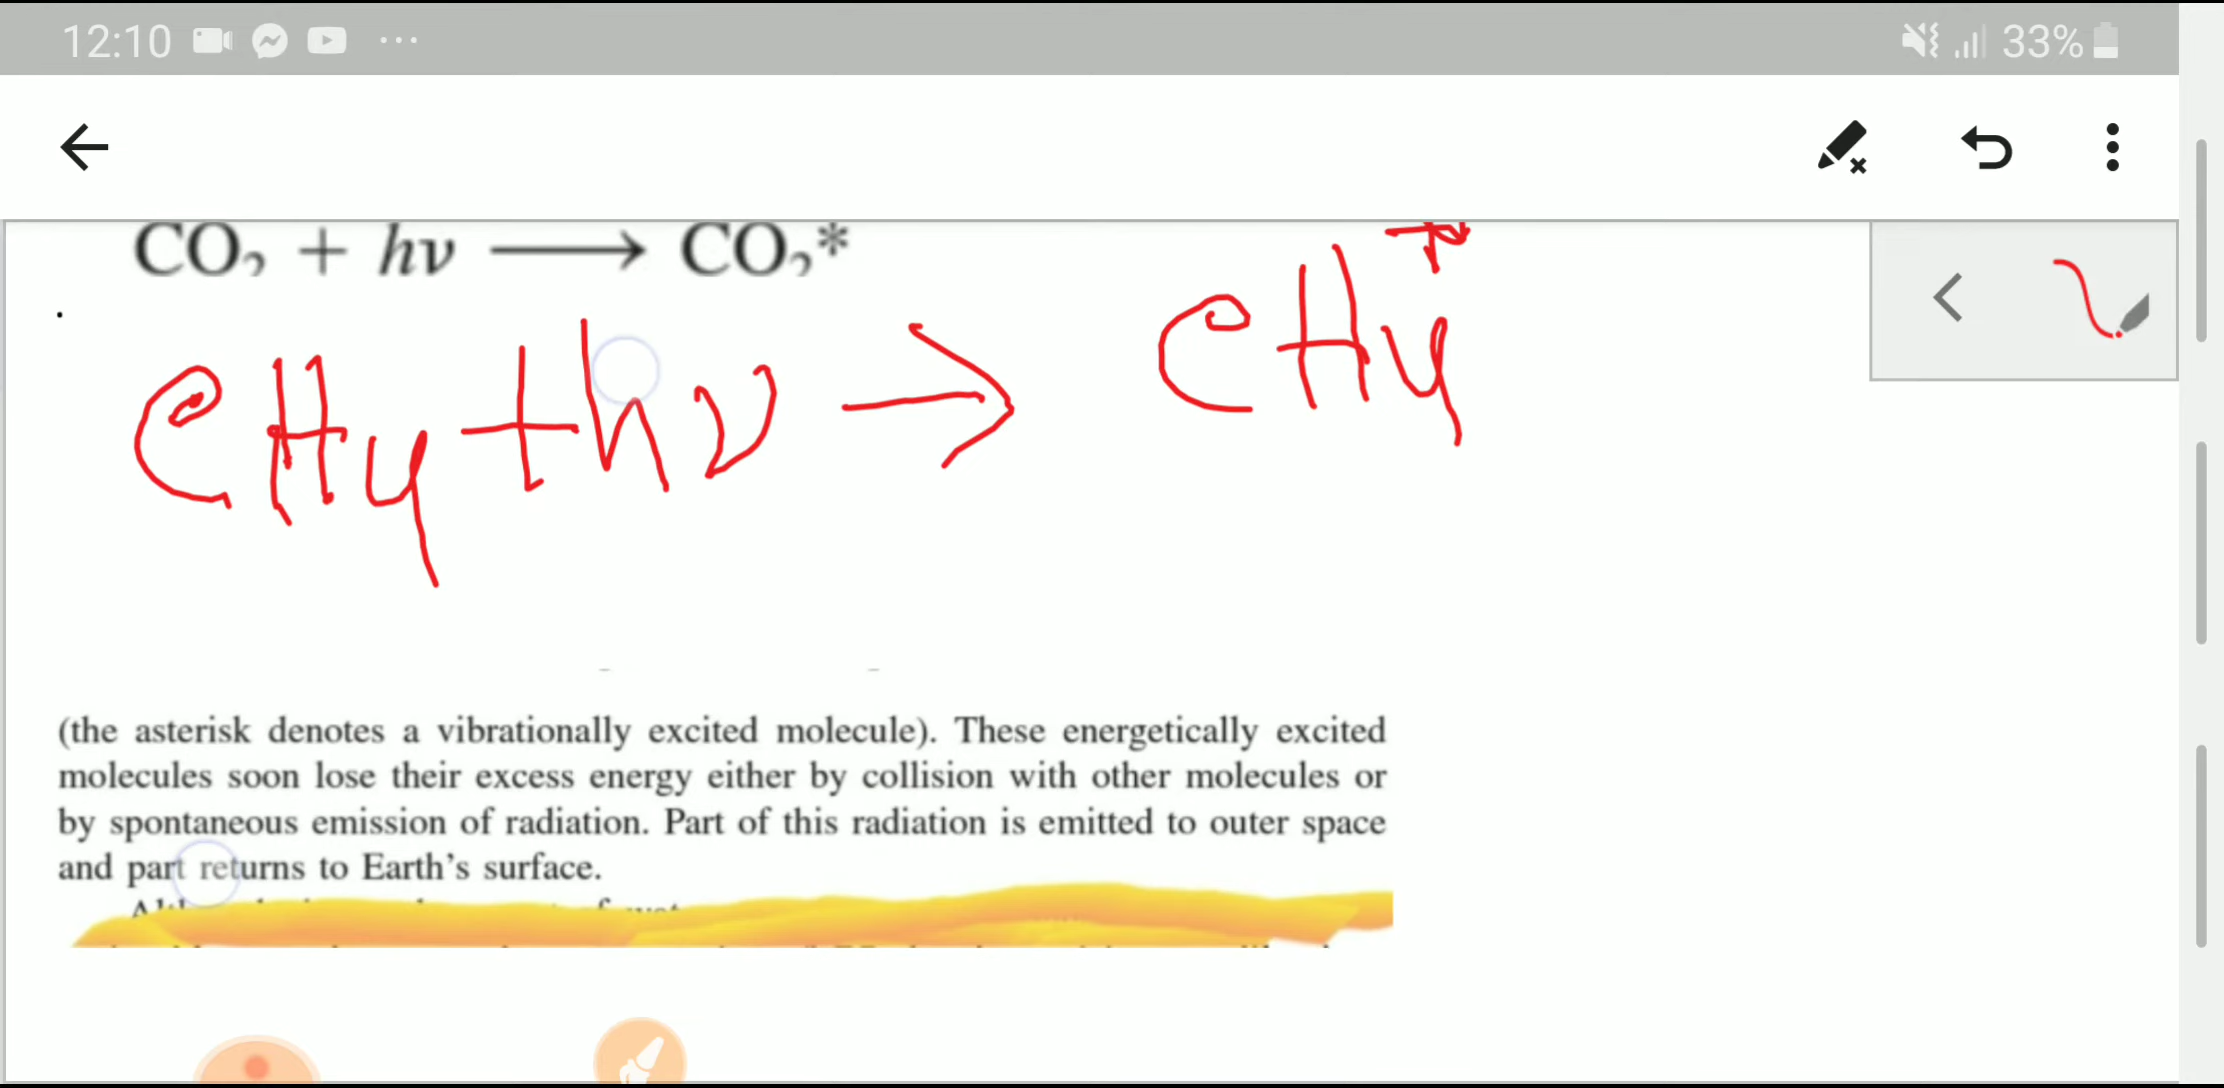 12:10 33%
CO₂ + hν ⟶ CO₂*
CH4 + hν → CH4*
(the asterisk denotes a vibrationally excited molecule). These energetically excited
molecules soon lose their excess energy either by collision with other molecules or
by spontaneous emission of radiation. Part of this radiation is emitted to outer space
and part returns to Earth's surface.